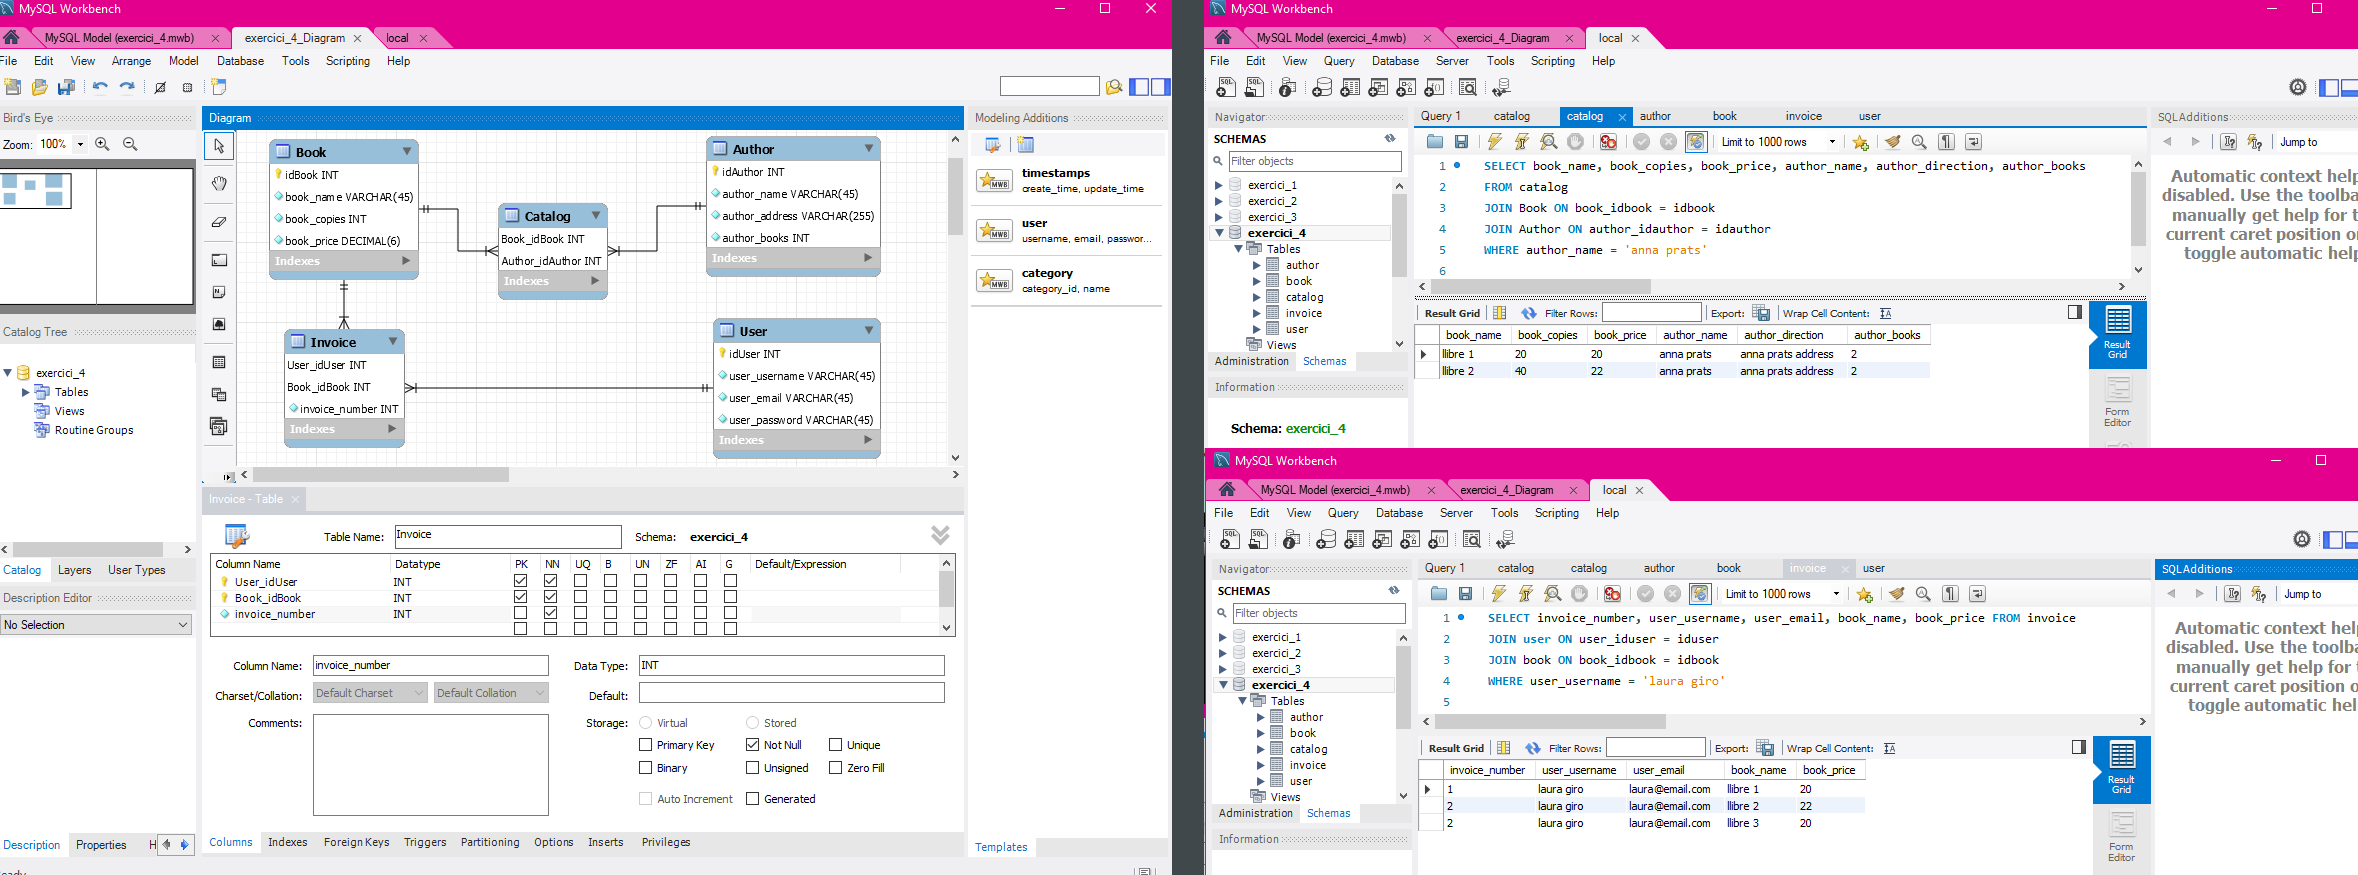 MySQL Workbench
MySQL Model (exercici_4.mwb)
exercici_4_Diagram
local
File Edit View Arrange Model Database Tools Scripting Help
Bird's Eye
Zoom: 100%
Catalog Tree
exercici_4
Tables
Views
Routine Groups
Catalog Layers User Types
Description Editor
No Selection
Description Properties H
Diagram
Book
idBook INT
book_name VARCHAR(45)
book_copies INT
book_price DECIMAL(6)
Indexes
Catalog
Book_idBook INT
Author_idAuthor INT
Indexes
Author
idAuthor INT
author_name VARCHAR(45)
author_address VARCHAR(255)
author_books INT
Indexes
Invoice
User_idUser INT
Book_idBook INT
invoice_number INT
Indexes
User
idUser INT
user_username VARCHAR(45)
user_email VARCHAR(45)
user_password VARCHAR(45)
Indexes
Modeling Additions
timestamps
create_time, update_time
user
username, email, passwor...
category
category_id, name
Templates
Invoice - Table
Table Name: Invoice Schema: exercici_4
Column Name Datatype PK NN UQ B UN ZF AI G Default/Expression
User_idUser INT
Book_idBook INT
invoice_number INT
Column Name: invoice_number Data Type: INT
Charset/Collation: Default Charset Default Collation Default:
Comments: Storage: Virtual Stored
Primary Key Not Null Unique
Binary Unsigned Zero Fill
Auto Increment Generated
Columns Indexes Foreign Keys Triggers Partitioning Options Inserts Privileges
MySQL Workbench
MySQL Model (exercici_4.mwb)
exercici_4_Diagram
local
File Edit View Query Database Server Tools Scripting Help
Navigator
SCHEMAS
Filter objects
exercici_1
exercici_2
exercici_3
exercici_4
Tables
author
book
catalog
invoice
user
Views
Administration Schemas
Information
Schema: exercici_4
Query 1 catalog catalog author book invoice user
Limit to 1000 rows
1 SELECT book_name, book_copies, book_price, author_name, author_direction, author_books
2 FROM catalog
3 JOIN Book ON book_idbook = idbook
4 JOIN Author ON author_idauthor = idauthor
5 WHERE author_name = 'anna prats'
6
Result Grid Filter Rows: Export: Wrap Cell Content:
book_name book_copies book_price author_name author_direction author_books
llibre 1 20 20 anna prats anna prats address 2
llibre 2 40 22 anna prats anna prats address 2
Result Grid
Form Editor
SQLAdditions
Jump to
Automatic context help
disabled. Use the toolba
manually get help for t
current caret position o
toggle automatic help
MySQL Workbench
MySQL Model (exercici_4.mwb)
exercici_4_Diagram
local
File Edit View Query Database Server Tools Scripting Help
Navigator
SCHEMAS
Filter objects
exercici_1
exercici_2
exercici_3
exercici_4
Tables
author
book
catalog
invoice
user
Views
Administration Schemas
Information
Query 1 catalog catalog author book invoice user
Limit to 1000 rows
1 SELECT invoice_number, user_username, user_email, book_name, book_price FROM invoice
2 JOIN user ON user_iduser = iduser
3 JOIN book ON book_idbook = idbook
4 WHERE user_username = 'laura giro'
5
Result Grid Filter Rows: Export: Wrap Cell Content:
invoice_number user_username user_email book_name book_price
1 laura giro laura@email.com llibre 1 20
2 laura giro laura@email.com llibre 2 22
2 laura giro laura@email.com llibre 3 20
Result Grid
Form Editor
SQLAdditions
Jump to
Automatic context help
disabled. Use the toolba
manually get help for t
current caret position o
toggle automatic hel